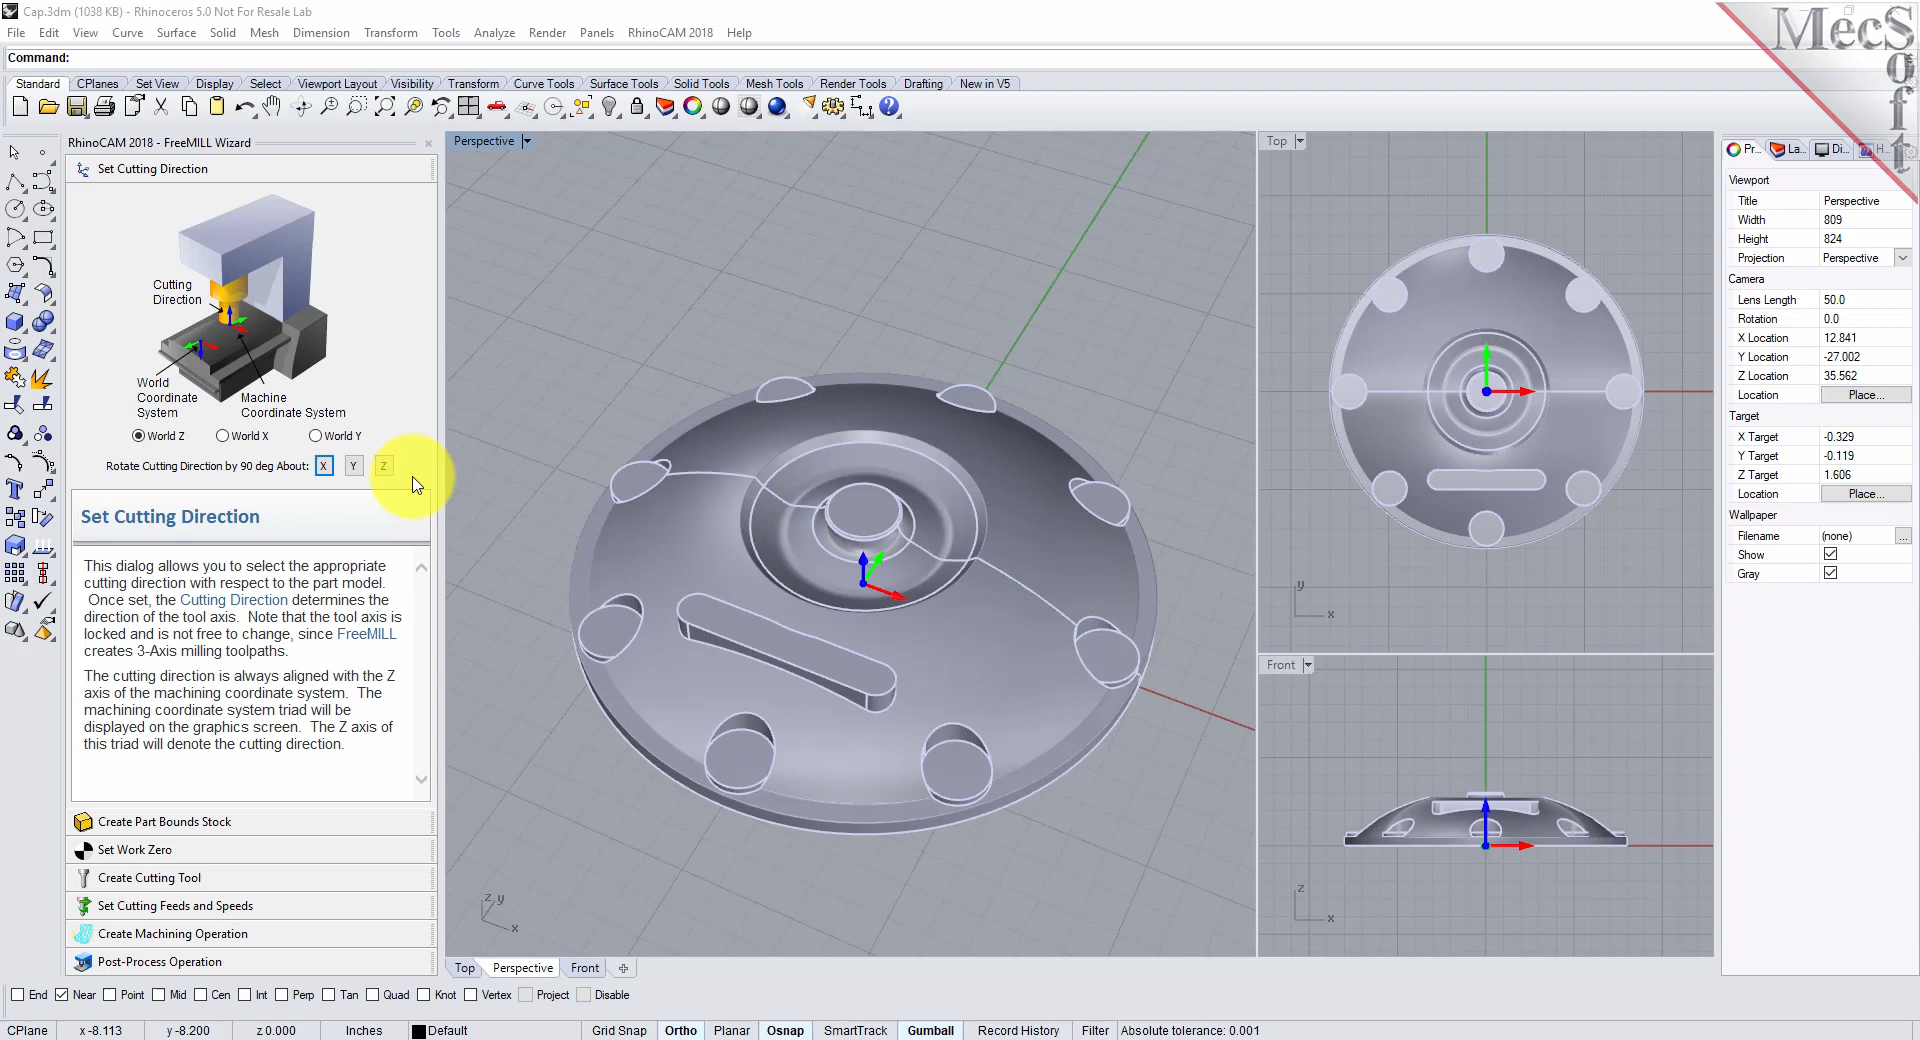 Cap.3dm (1038 KB) - Rhinoceros 5.0 Not For Resale Lab
File Edit View Curve Surface Solid Mesh Dimension Transform Tools Analyze Render Panels RhinoCAM 2018 Help
Command:
Standard CPlanes Set View Display Select Viewport Layout Visibility Transform Curve Tools Surface Tools Solid Tools Mesh Tools Render Tools Drafting New in V5
MecSoft
RhinoCAM 2018 - FreeMILL Wizard
Set Cutting Direction
Cutting
Direction
World
Coordinate
System
Machine
Coordinate System
World Z World X World Y
Rotate Cutting Direction by 90 deg About: X Y Z
Set Cutting Direction
This dialog allows you to select the appropriate
cutting direction with respect to the part model.
Once set, the Cutting Direction determines the
direction of the tool axis. Note that the tool axis is
locked and is not free to change, since FreeMILL
creates 3-Axis milling toolpaths.
The cutting direction is always aligned with the Z
axis of the machining coordinate system. The
machining coordinate system triad will be
displayed on the graphics screen. The Z axis of
this triad will denote the cutting direction.
Create Part Bounds Stock
Set Work Zero
Create Cutting Tool
Set Cutting Feeds and Speeds
Create Machining Operation
Post-Process Operation
Perspective
z y
x
Top
y
x
Front
z
x
Top Perspective Front
Pr... La... Di... H...
Viewport
Title Perspective
Width 809
Height 824
Projection Perspective
Camera
Lens Length 50.0
Rotation 0.0
X Location 12.841
Y Location -27.002
Z Location 35.562
Location Place...
Target
X Target -0.329
Y Target -0.119
Z Target 1.606
Location Place...
Wallpaper
Filename (none) ...
Show
Gray
End Near Point Mid Cen Int Perp Tan Quad Knot Vertex Project Disable
CPlane x -8.113 y -8.200 z 0.000 Inches Default Grid Snap Ortho Planar Osnap SmartTrack Gumball Record History Filter Absolute tolerance: 0.001